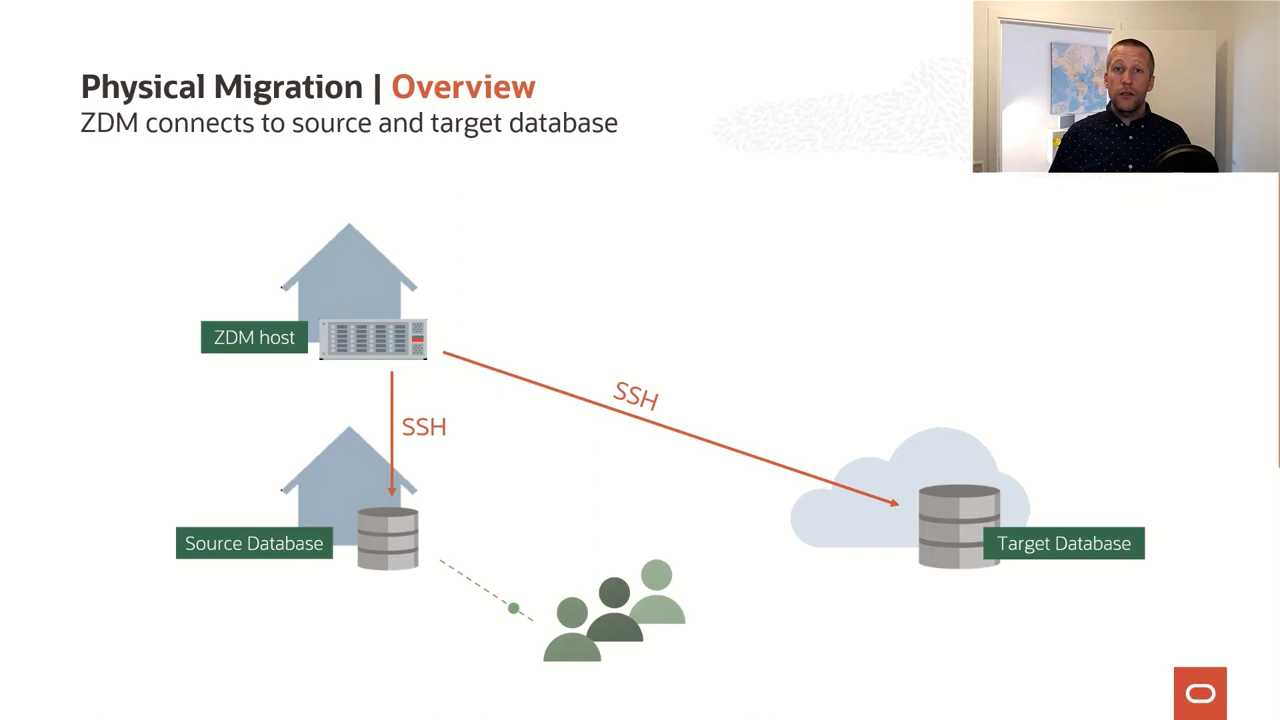 Physical Migration | Overview
ZDM connects to source and target database
ZDM host
SSH
SSH
Source Database
Target Database